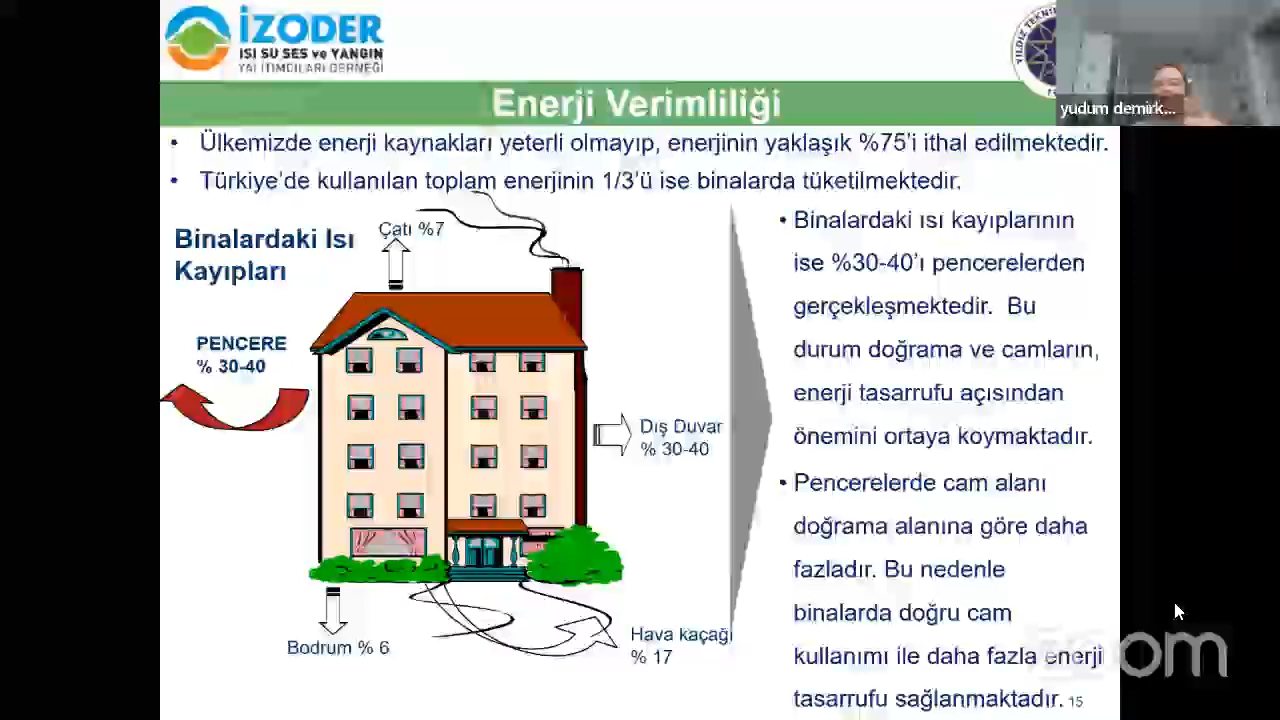 İZODER
ISI SU SES ve YANGIN
YALITIMCILARI DERNEĞİ
YILDIZ TEKNİ
yudum demirk...
Enerji Verimliliği
• Ülkemizde enerji kaynakları yeterli olmayıp, enerjinin yaklaşık %75'i ithal edilmektedir.
• Türkiye'de kullanılan toplam enerjinin 1/3'ü ise binalarda tüketilmektedir.
Binalardaki Isı
Kayıpları
Çatı %7
PENCERE
% 30-40
Dış Duvar
% 30-40
Bodrum % 6
Hava kaçağı
% 17
• Binalardaki ısı kayıplarının
ise %30-40'ı pencerelerden
gerçekleşmektedir. Bu
durum doğrama ve camların,
enerji tasarrufu açısından
önemini ortaya koymaktadır.
• Pencerelerde cam alanı
doğrama alanına göre daha
fazladır. Bu nedenle
binalarda doğru cam
kullanımı ile daha fazla enerji
tasarrufu sağlanmaktadır.
15
zoom